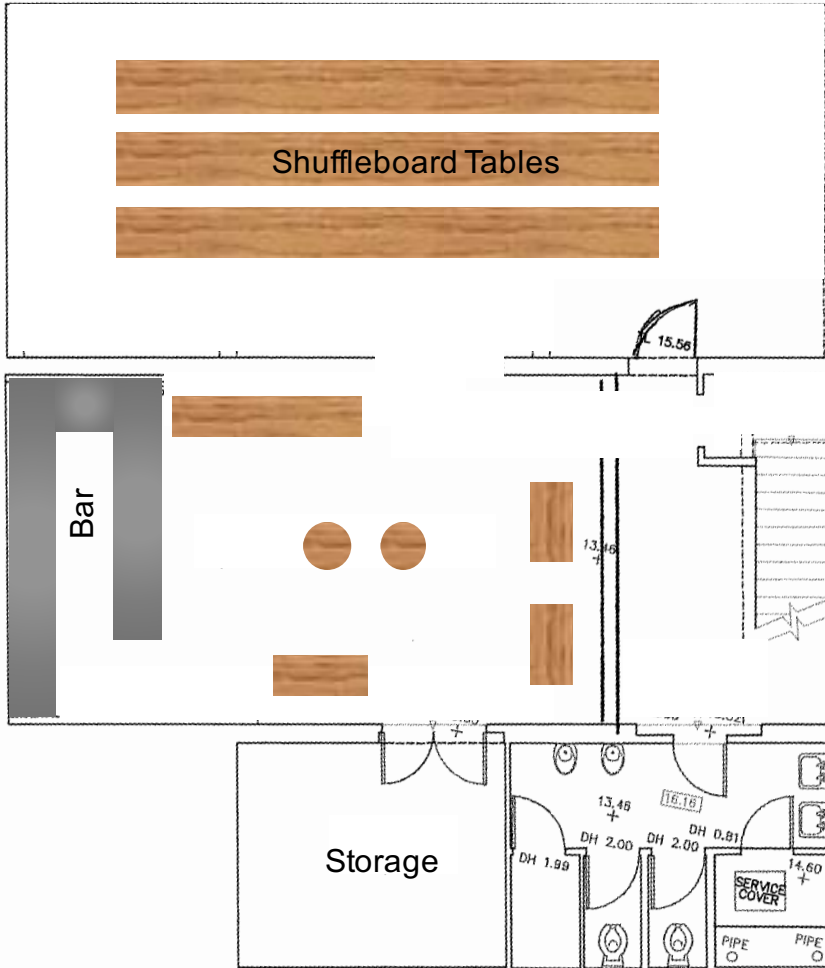 Shuffleboard Tables
L 15.56
Bar
13.46
13.46
16.16
DH 2.00
DH 2.00
DH 0.81
DH 1.99
Storage
14.60
SERVICE
COVER
PIPE
PIPE